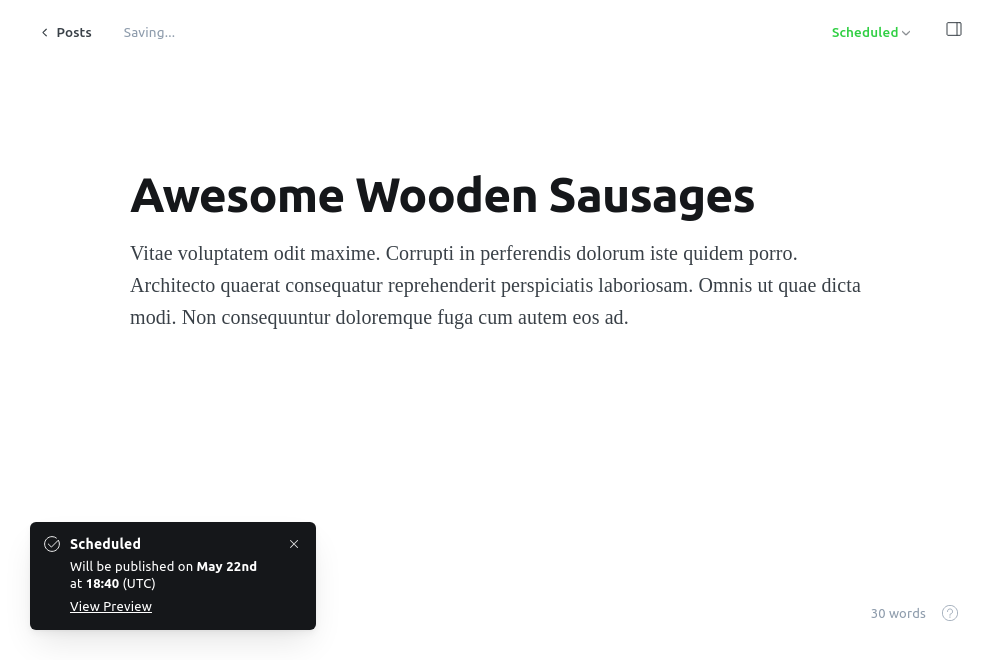 Posts
Saving...
Scheduled
Awesome Wooden Sausages
Vitae voluptatem odit maxime. Corrupti in perferendis dolorum iste quidem porro.
Architecto quaerat consequatur reprehenderit perspiciatis laboriosam. Omnis ut quae dicta
modi. Non consequuntur doloremque fuga cum autem eos ad.
Scheduled
Will be published on May 22nd
at 18:40 (UTC)
View Preview
30 words
?